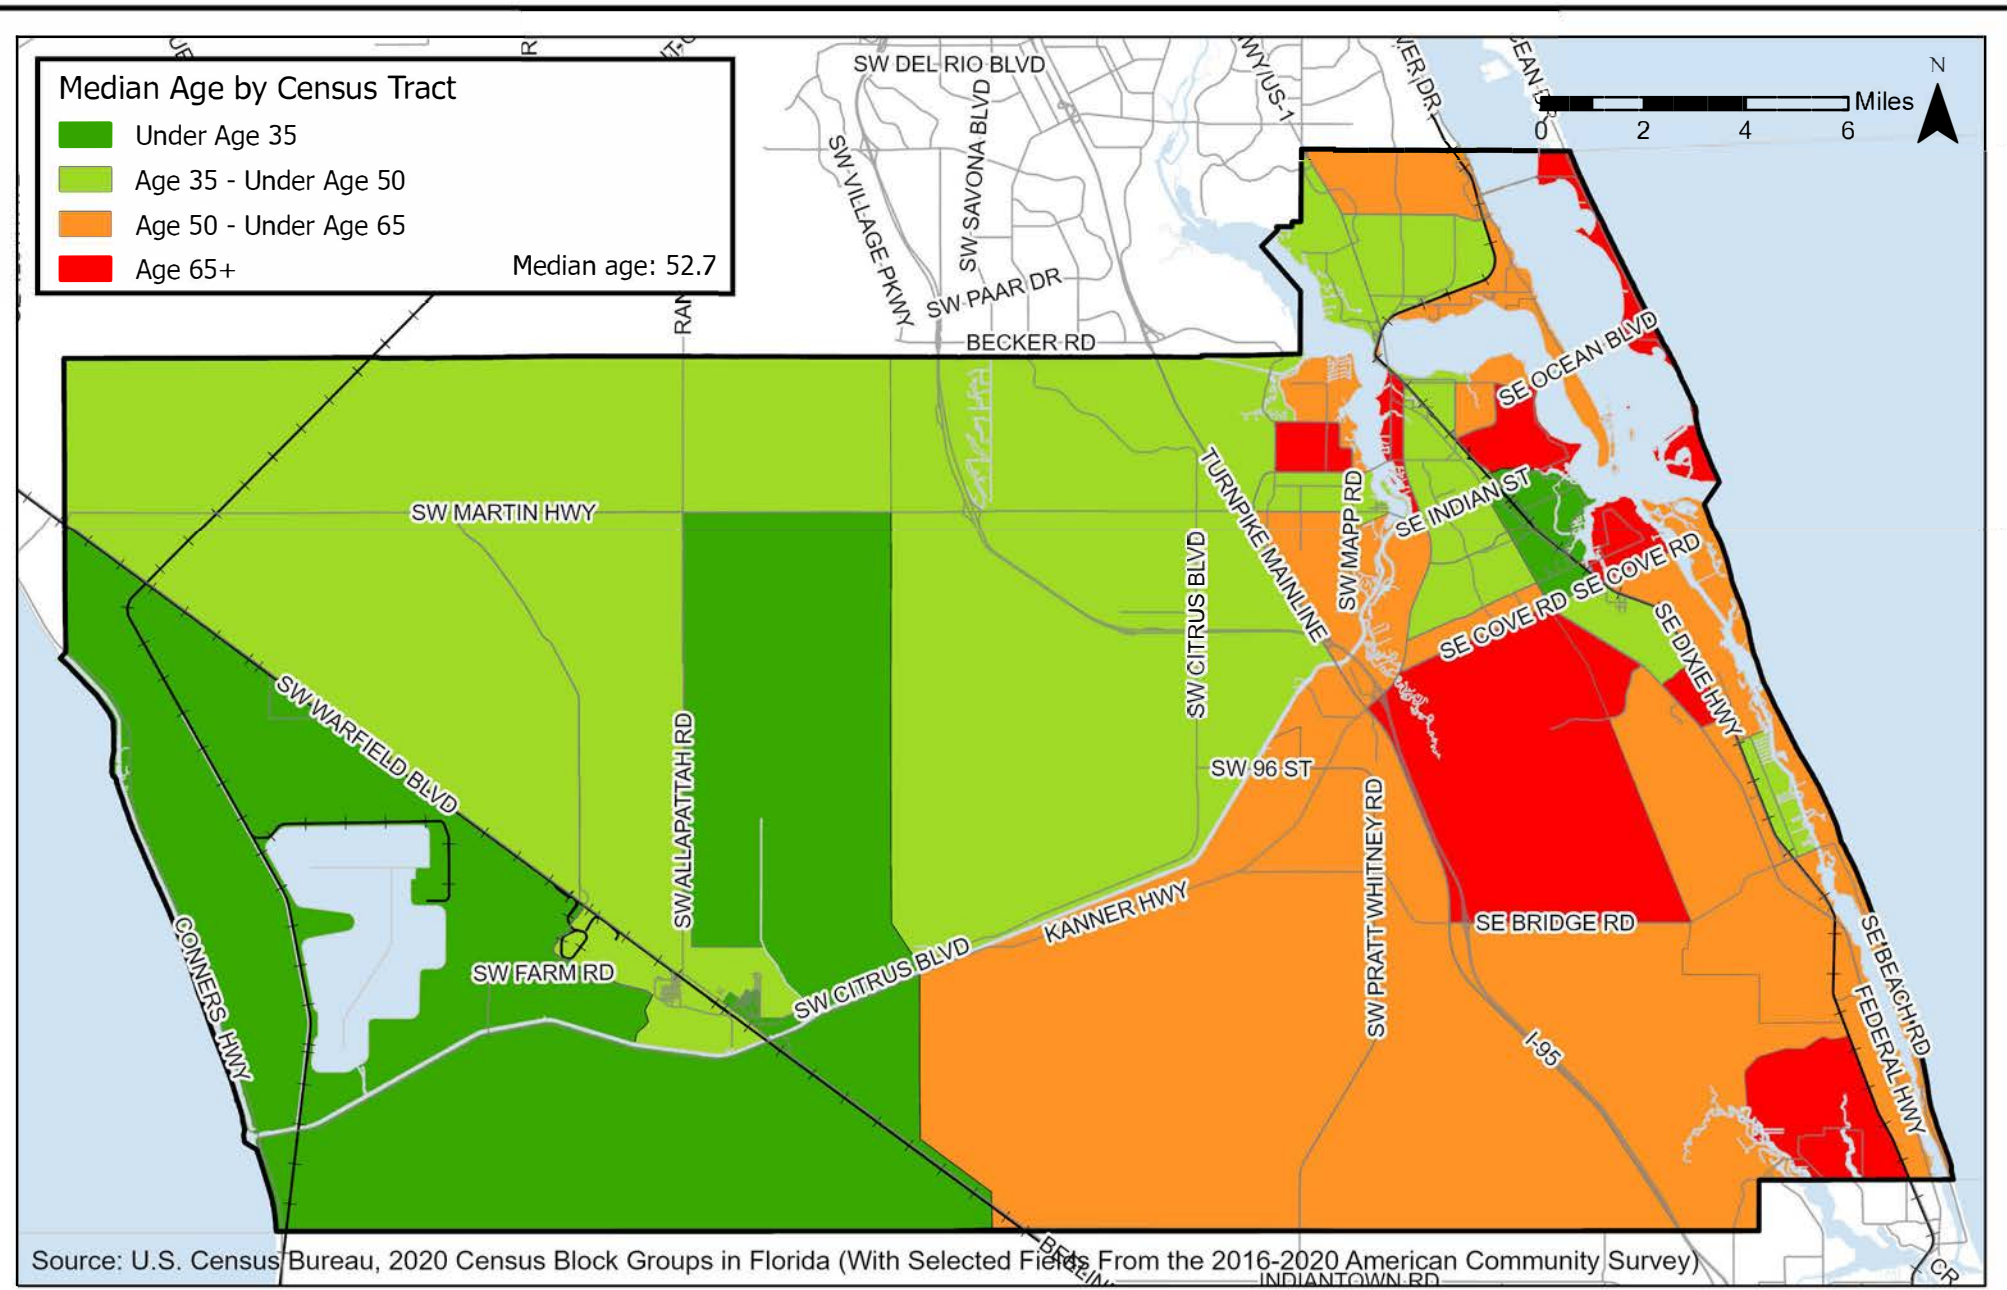 Median Age by Census Tract
Under Age 35
Age 35 - Under Age 50
Age 50 - Under Age 65
Age 65+
Median age: 52.7
N
Miles
0 2 4 6
SW DEL RIO BLVD
SW VILLAGE PKWY
SW SAVONA BLVD
SW PAAR DR
BECKER RD
HWY/US-1
SE OCEAN BLVD
SW MARTIN HWY
TURNPIKE MAINLINE
SW MAPP RD
SE INDIAN ST
SW CITRUS BLVD
SE COVE RD
SE COVE RD
SE DIXIE HWY
SW WARFIELD BLVD
SW ALLAPATTAH RD
SW 96 ST
SW PRATT WHITNEY RD
KANNER HWY
SE BRIDGE RD
SW CITRUS BLVD
SW FARM RD
CONNERS HWY
SE BEACH RD
FEDERAL HWY
I-95
Source: U.S. Census Bureau, 2020 Census Block Groups in Florida (With Selected Fields From the 2016-2020 American Community Survey)
INDIANTOWN RD
CR